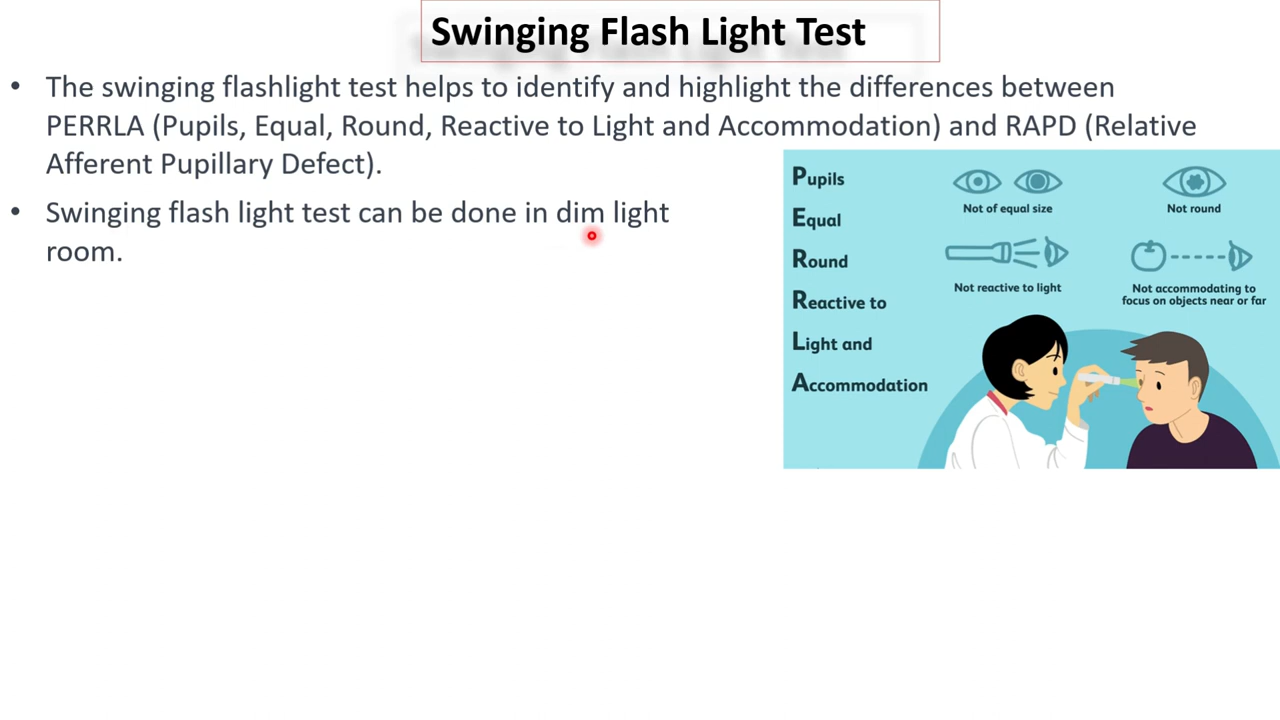 Swinging Flash Light Test
• The swinging flashlight test helps to identify and highlight the differences between
PERRLA (Pupils, Equal, Round, Reactive to Light and Accommodation) and RAPD (Relative
Afferent Pupillary Defect).
• Swinging flash light test can be done in dim light
room.
Pupils
Equal
Round
Reactive to
Light and
Accommodation
Not of equal size
Not round
Not reactive to light
Not accommodating to
focus on objects near or far